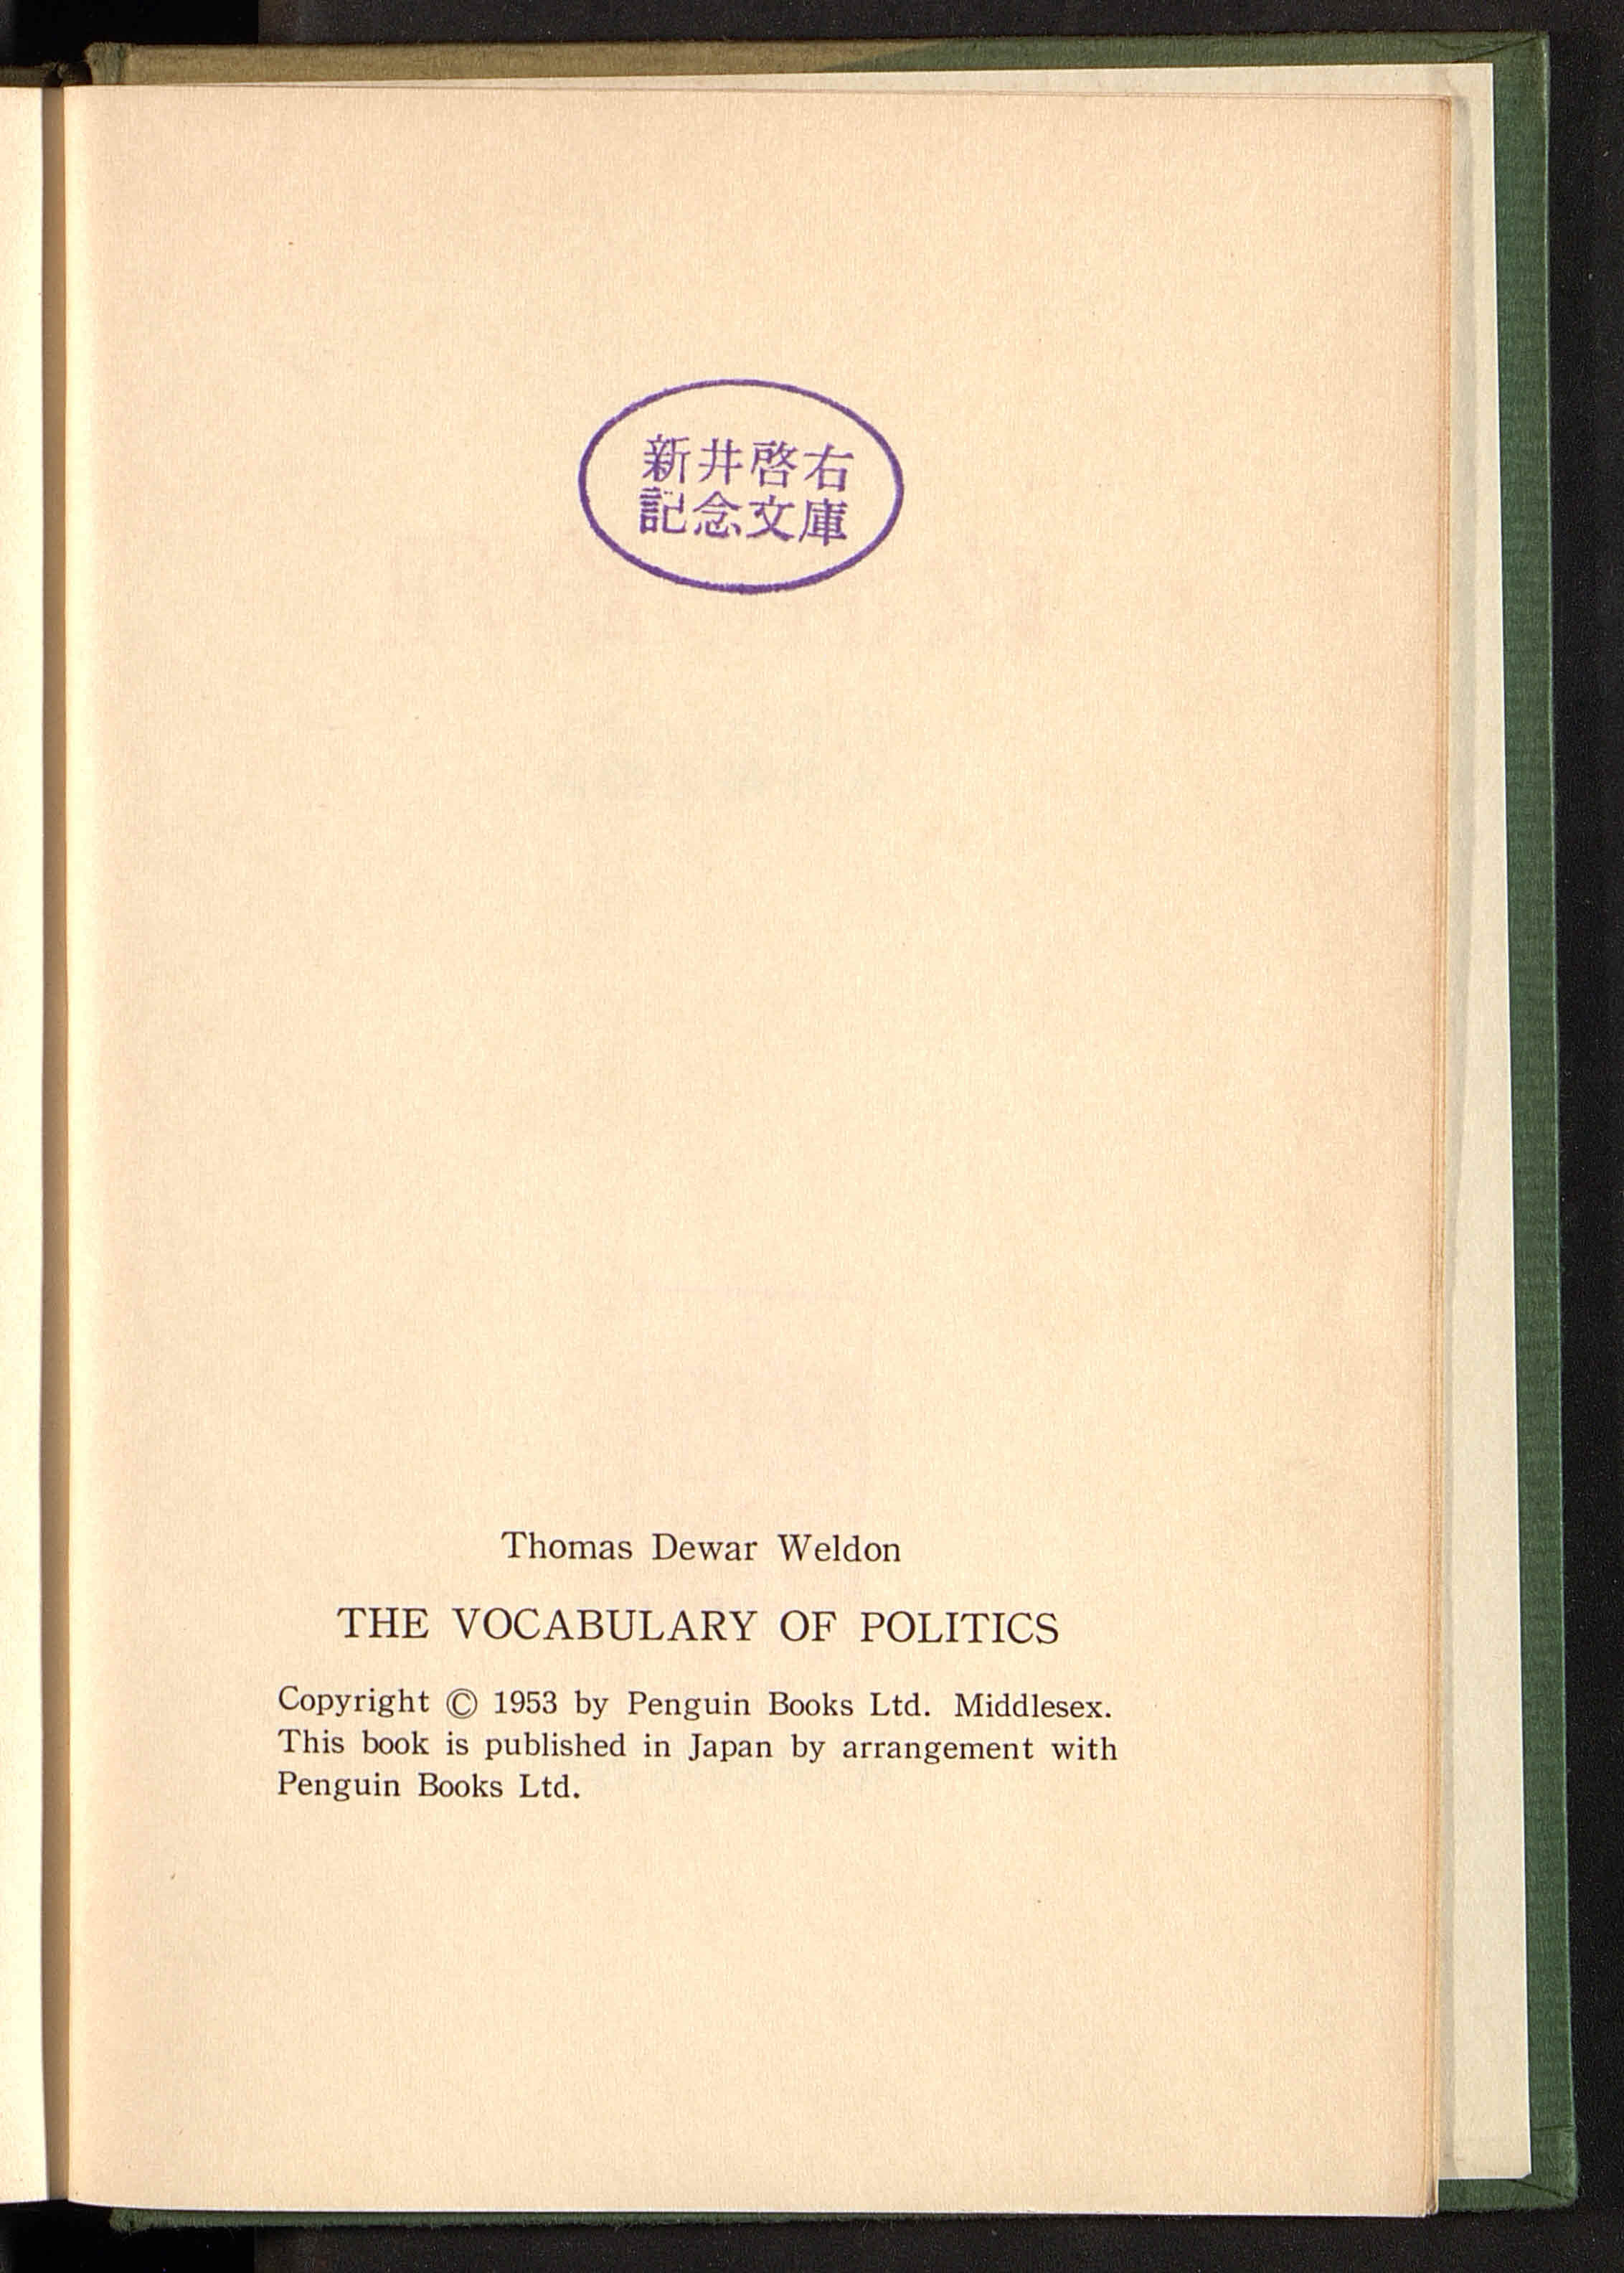 新井啓右
記念文庫
Thomas Dewar Weldon
THE VOCABULARY OF POLITICS
Copyright © 1953 by Penguin Books Ltd. Middlesex.
This book is published in Japan by arrangement with
Penguin Books Ltd.